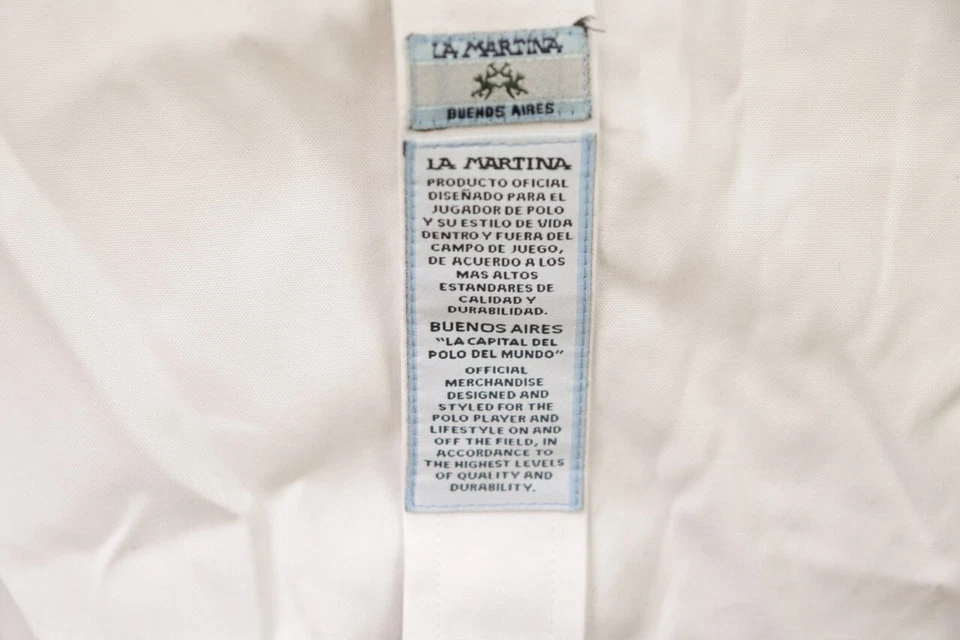 LA MARTINA
BUENOS AIRES
LA MARTINA
PRODUCTO OFICIAL
DISEÑADO PARA EL
JUGADOR DE POLO
Y SU ESTILO DE VIDA
DENTRO Y FUERA DEL
CAMPO DE JUEGO,
DE ACUERDO A LOS
MAS ALTOS
ESTANDARES DE
CALIDAD Y
DURABILIDAD.
BUENOS AIRES
"LA CAPITAL DEL
POLO DEL MUNDO"
OFFICIAL
MERCHANDISE
DESIGNED AND
STYLED FOR THE
POLO PLAYER AND
LIFESTYLE ON AND
OFF THE FIELD, IN
ACCORDANCE TO
THE HIGHEST LEVELS
OF QUALITY AND
DURABILITY.